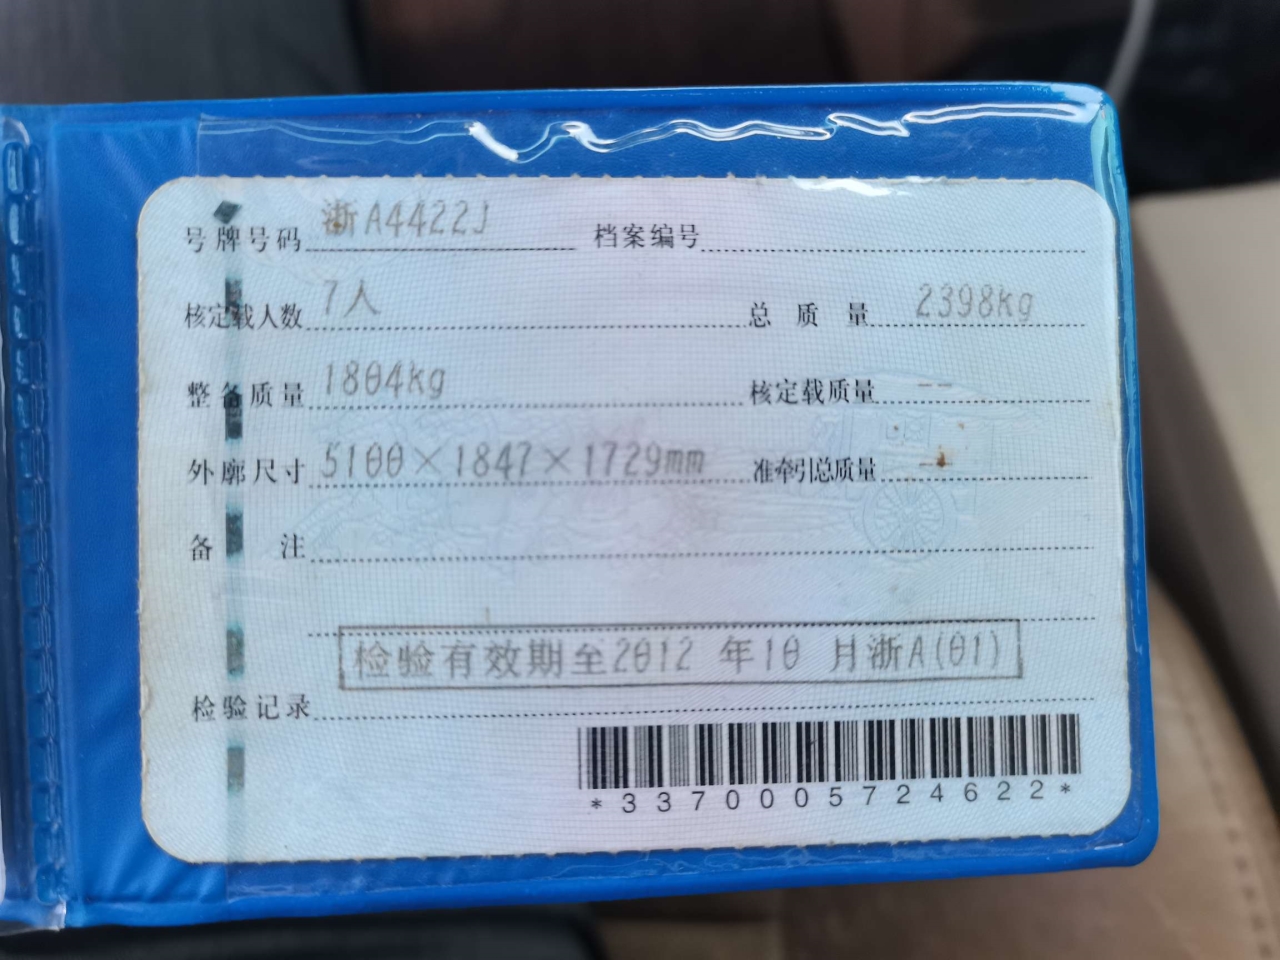 号牌号码 浙A4422J 档案编号
核定载人数 7人 总质量 2398kg
整备质量 1804kg 核定载质量 --
外廓尺寸 5100×1847×1729mm 准牵引总质量 --
备注
检验有效期至2012 年10 月浙A(01)
检验记录
*3370005724622*